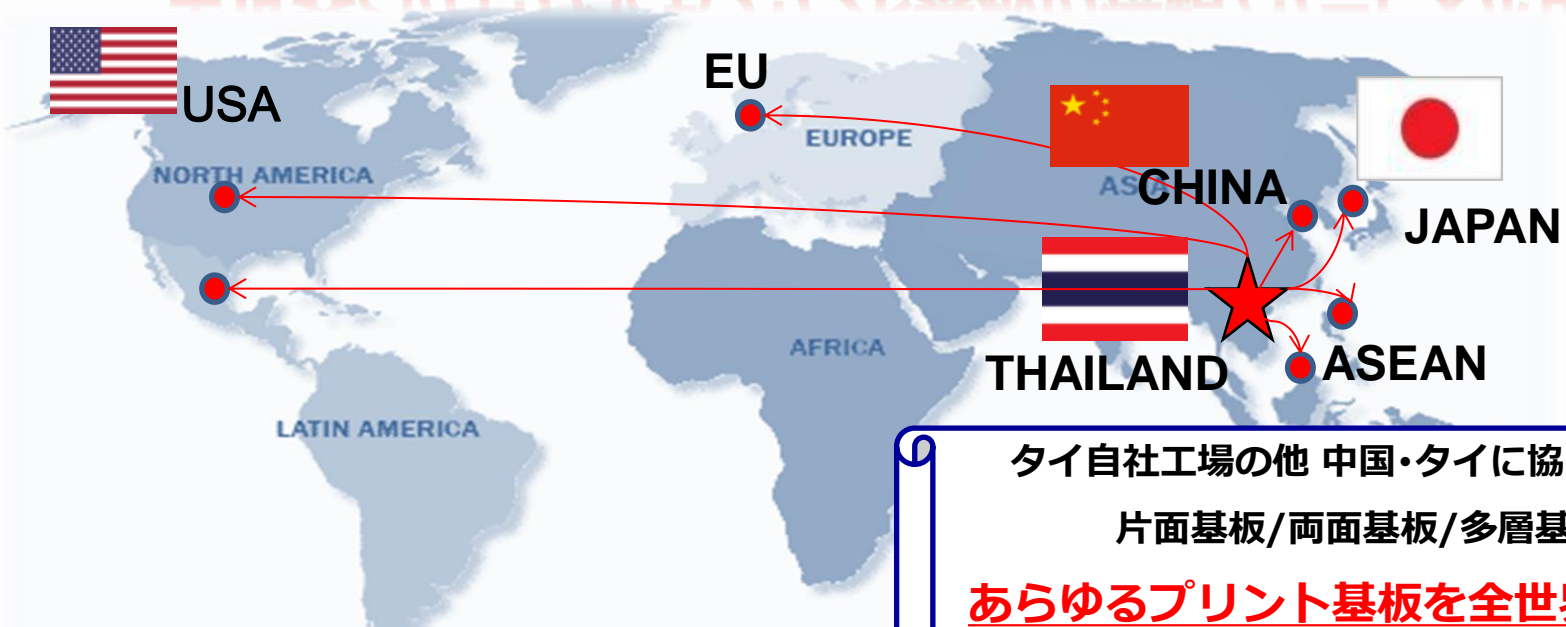 EU
USA
EUROPE
NORTH AMERICA
ASIA
CHINA
JAPAN
AFRICA
THAILAND
ASEAN
LATIN AMERICA
タイ自社工場の他 中国・タイに協
片面基板/両面基板/多層基
あらゆるプリント基板を全世界